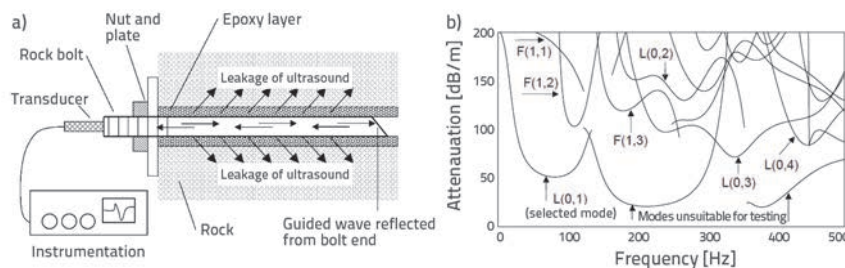 a)
Nut and
plate
Epoxy layer
Rock bolt
Transducer
Leakage of ultrasound
Leakage of ultrasound
Rock
Guided wave reflected
from bolt end
Instrumentation
b)
Attenauation [dB/m]
200
150
100
50
0
F(1,1)
F(1,2)
L(0,2)
F(1,3)
L(0,1)
(selected mode)
L(0,3)
L(0,4)
Modes unsuitable for testing
0
100
200
300
400
500
Frequency [Hz]